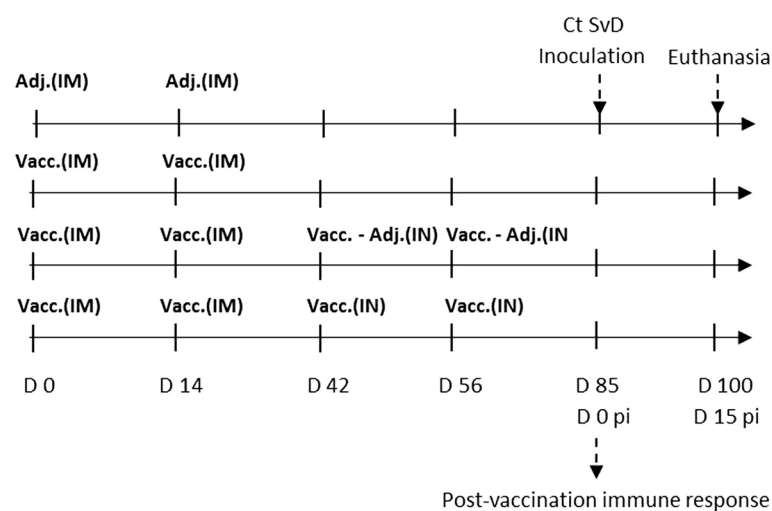 Ct SvD
Inoculation Euthanasia
Adj.(IM) Adj.(IM)
Vacc.(IM) Vacc.(IM)
Vacc.(IM) Vacc.(IM) Vacc. - Adj.(IN) Vacc. - Adj.(IN
Vacc.(IM) Vacc.(IM) Vacc.(IN) Vacc.(IN)
D 0 D 14 D 42 D 56 D 85 D 100
D 0 pi D 15 pi
Post-vaccination immune response